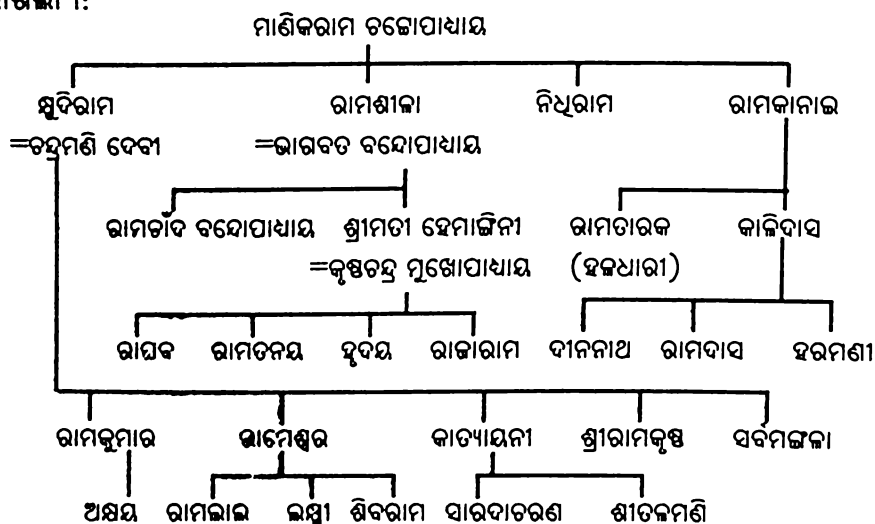 ମାଣିକରାମ ଚଟ୍ଟୋପାଧ୍ୟାୟ
କ୍ଷୁଦିରାମ ରାମଶୀଳା ନିଧିରାମ ରାମକାନାଇ
=ଚନ୍ଦ୍ରମଣି ଦେବୀ =ଭାଗବତ ବନ୍ଦୋପାଧ୍ୟାୟ
ରାମଚାଁଦ ବନ୍ଦୋପାଧ୍ୟାୟ ଶ୍ରୀମତୀ ହେମାଙ୍ଗିନୀ ରାମତାରକ କାଳିଦାସ
=କୃଷ୍ଣଚନ୍ଦ୍ର ମୁଖୋପାଧ୍ୟାୟ (ହଳଧାରୀ)
ରାଘବ ରାମତନୟ ହୃଦୟ ରାଜାରାମ ଦୀନନାଥ ରାମଦାସ ହରମଣୀ
ରାମକୁମାର ରାମେଶ୍ୱର କାତ୍ୟାୟନୀ ଶ୍ରୀରାମକୃଷ୍ଣ ସର୍ବମଙ୍ଗଳା
ଅକ୍ଷୟ ରାମଲାଲ ଲକ୍ଷ୍ମୀ ଶିବରାମ ସାରଦାଚରଣ ଶୀତଳମଣି